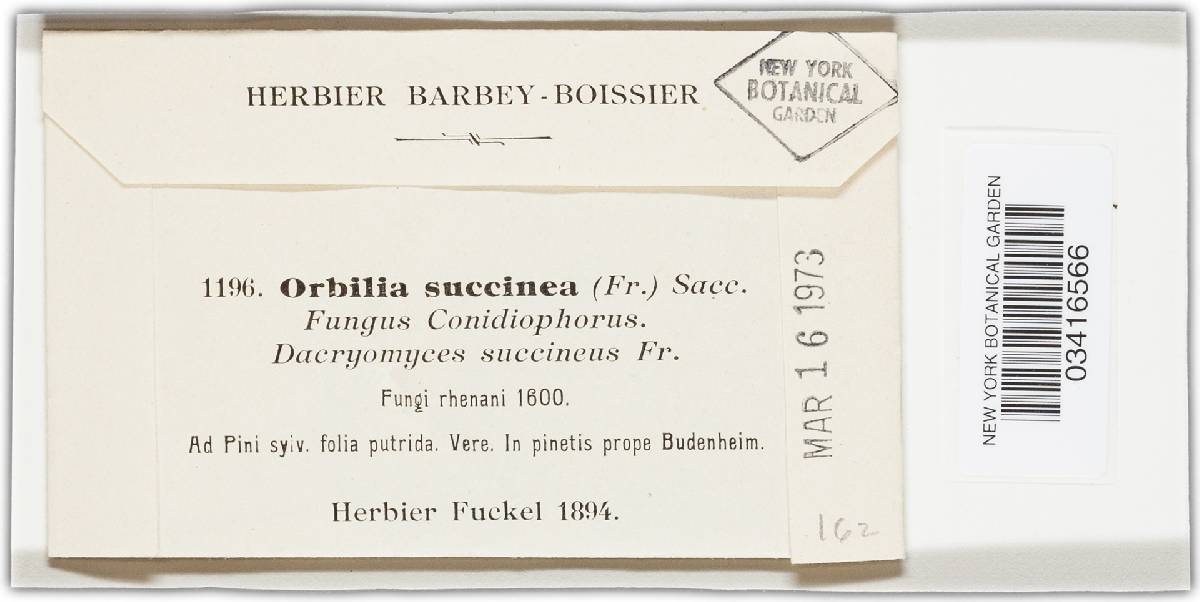 HERBIER BARBEY-BOISSIER
NEW YORK
BOTANICAL
GARDEN
1196. Orbilia succinea (Fr.) Sacc.
Fungus Conidiophorus.
Dacryomyces succineus Fr.
Fungi rhenani 1600.
Ad Pini sylv. folia putrida. Vere. In pinetis prope Budenheim.
Herbier Fuckel 1894.
MAR 16 1973
162
NEW YORK BOTANICAL GARDEN
03416566